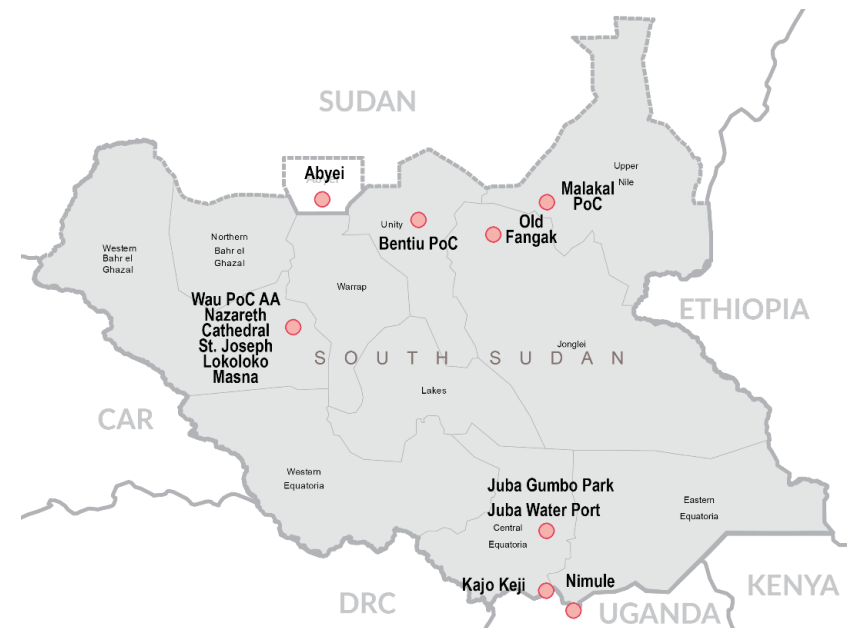 SUDAN
Abyei
Upper
Nile
Malakal
PoC
Unity
Old
Fangak
Bentiu PoC
Northern
Bahr el
Ghazal
Western
Bahr el
Ghazal
Warrap
Wau PoC AA
Nazareth
Cathedral
St. Joseph
Lokoloko
Masna
ETHIOPIA
Jonglei
SOUTH SUDAN
Lakes
CAR
Western
Equatoria
Juba Gumbo Park
Juba Water Port
Central
Equatoria
Eastern
Equatoria
Kajo Keji
Nimule
DRC
UGANDA
KENYA